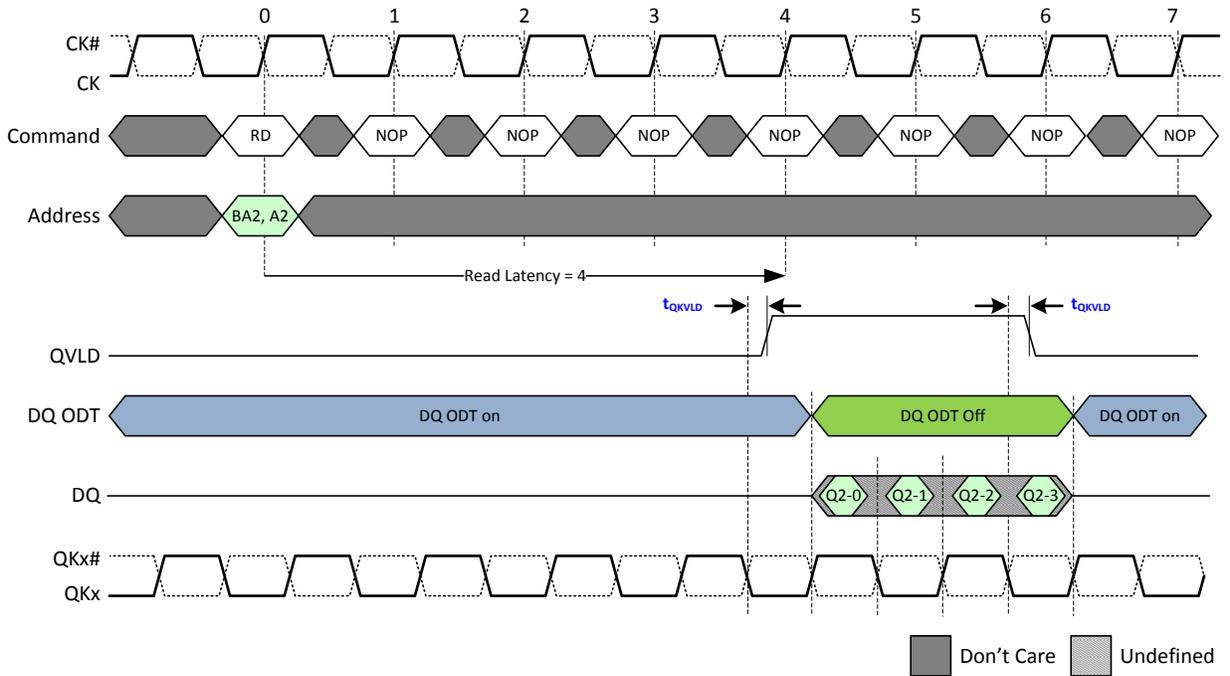 0 1 2 3 4 5 6 7
CK#
CK
Command RD NOP NOP NOP NOP NOP NOP NOP
Address BA2, A2
Read Latency = 4
tQKVLD tQKVLD
QVLD
DQ ODT DQ ODT on DQ ODT Off DQ ODT on
DQ Q2-0 Q2-1 Q2-2 Q2-3
QKx#
QKx
Don't Care Undefined